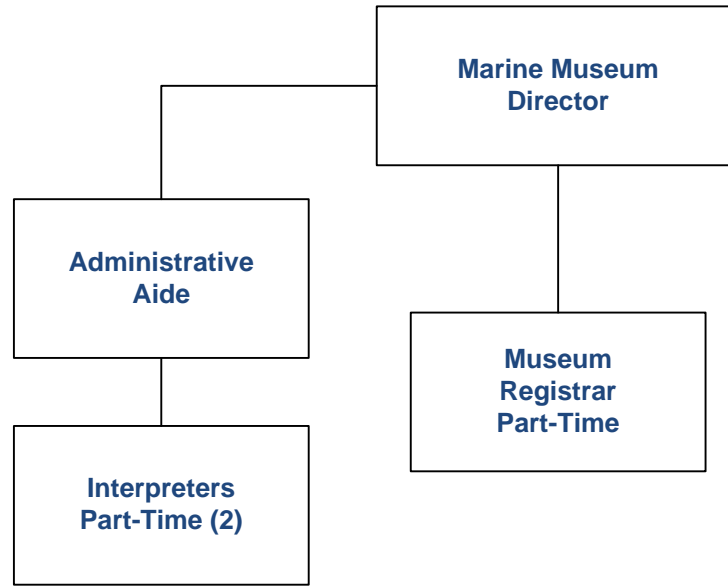 Marine Museum
Director
Administrative
Aide
Museum
Registrar
Part-Time
Interpreters
Part-Time (2)